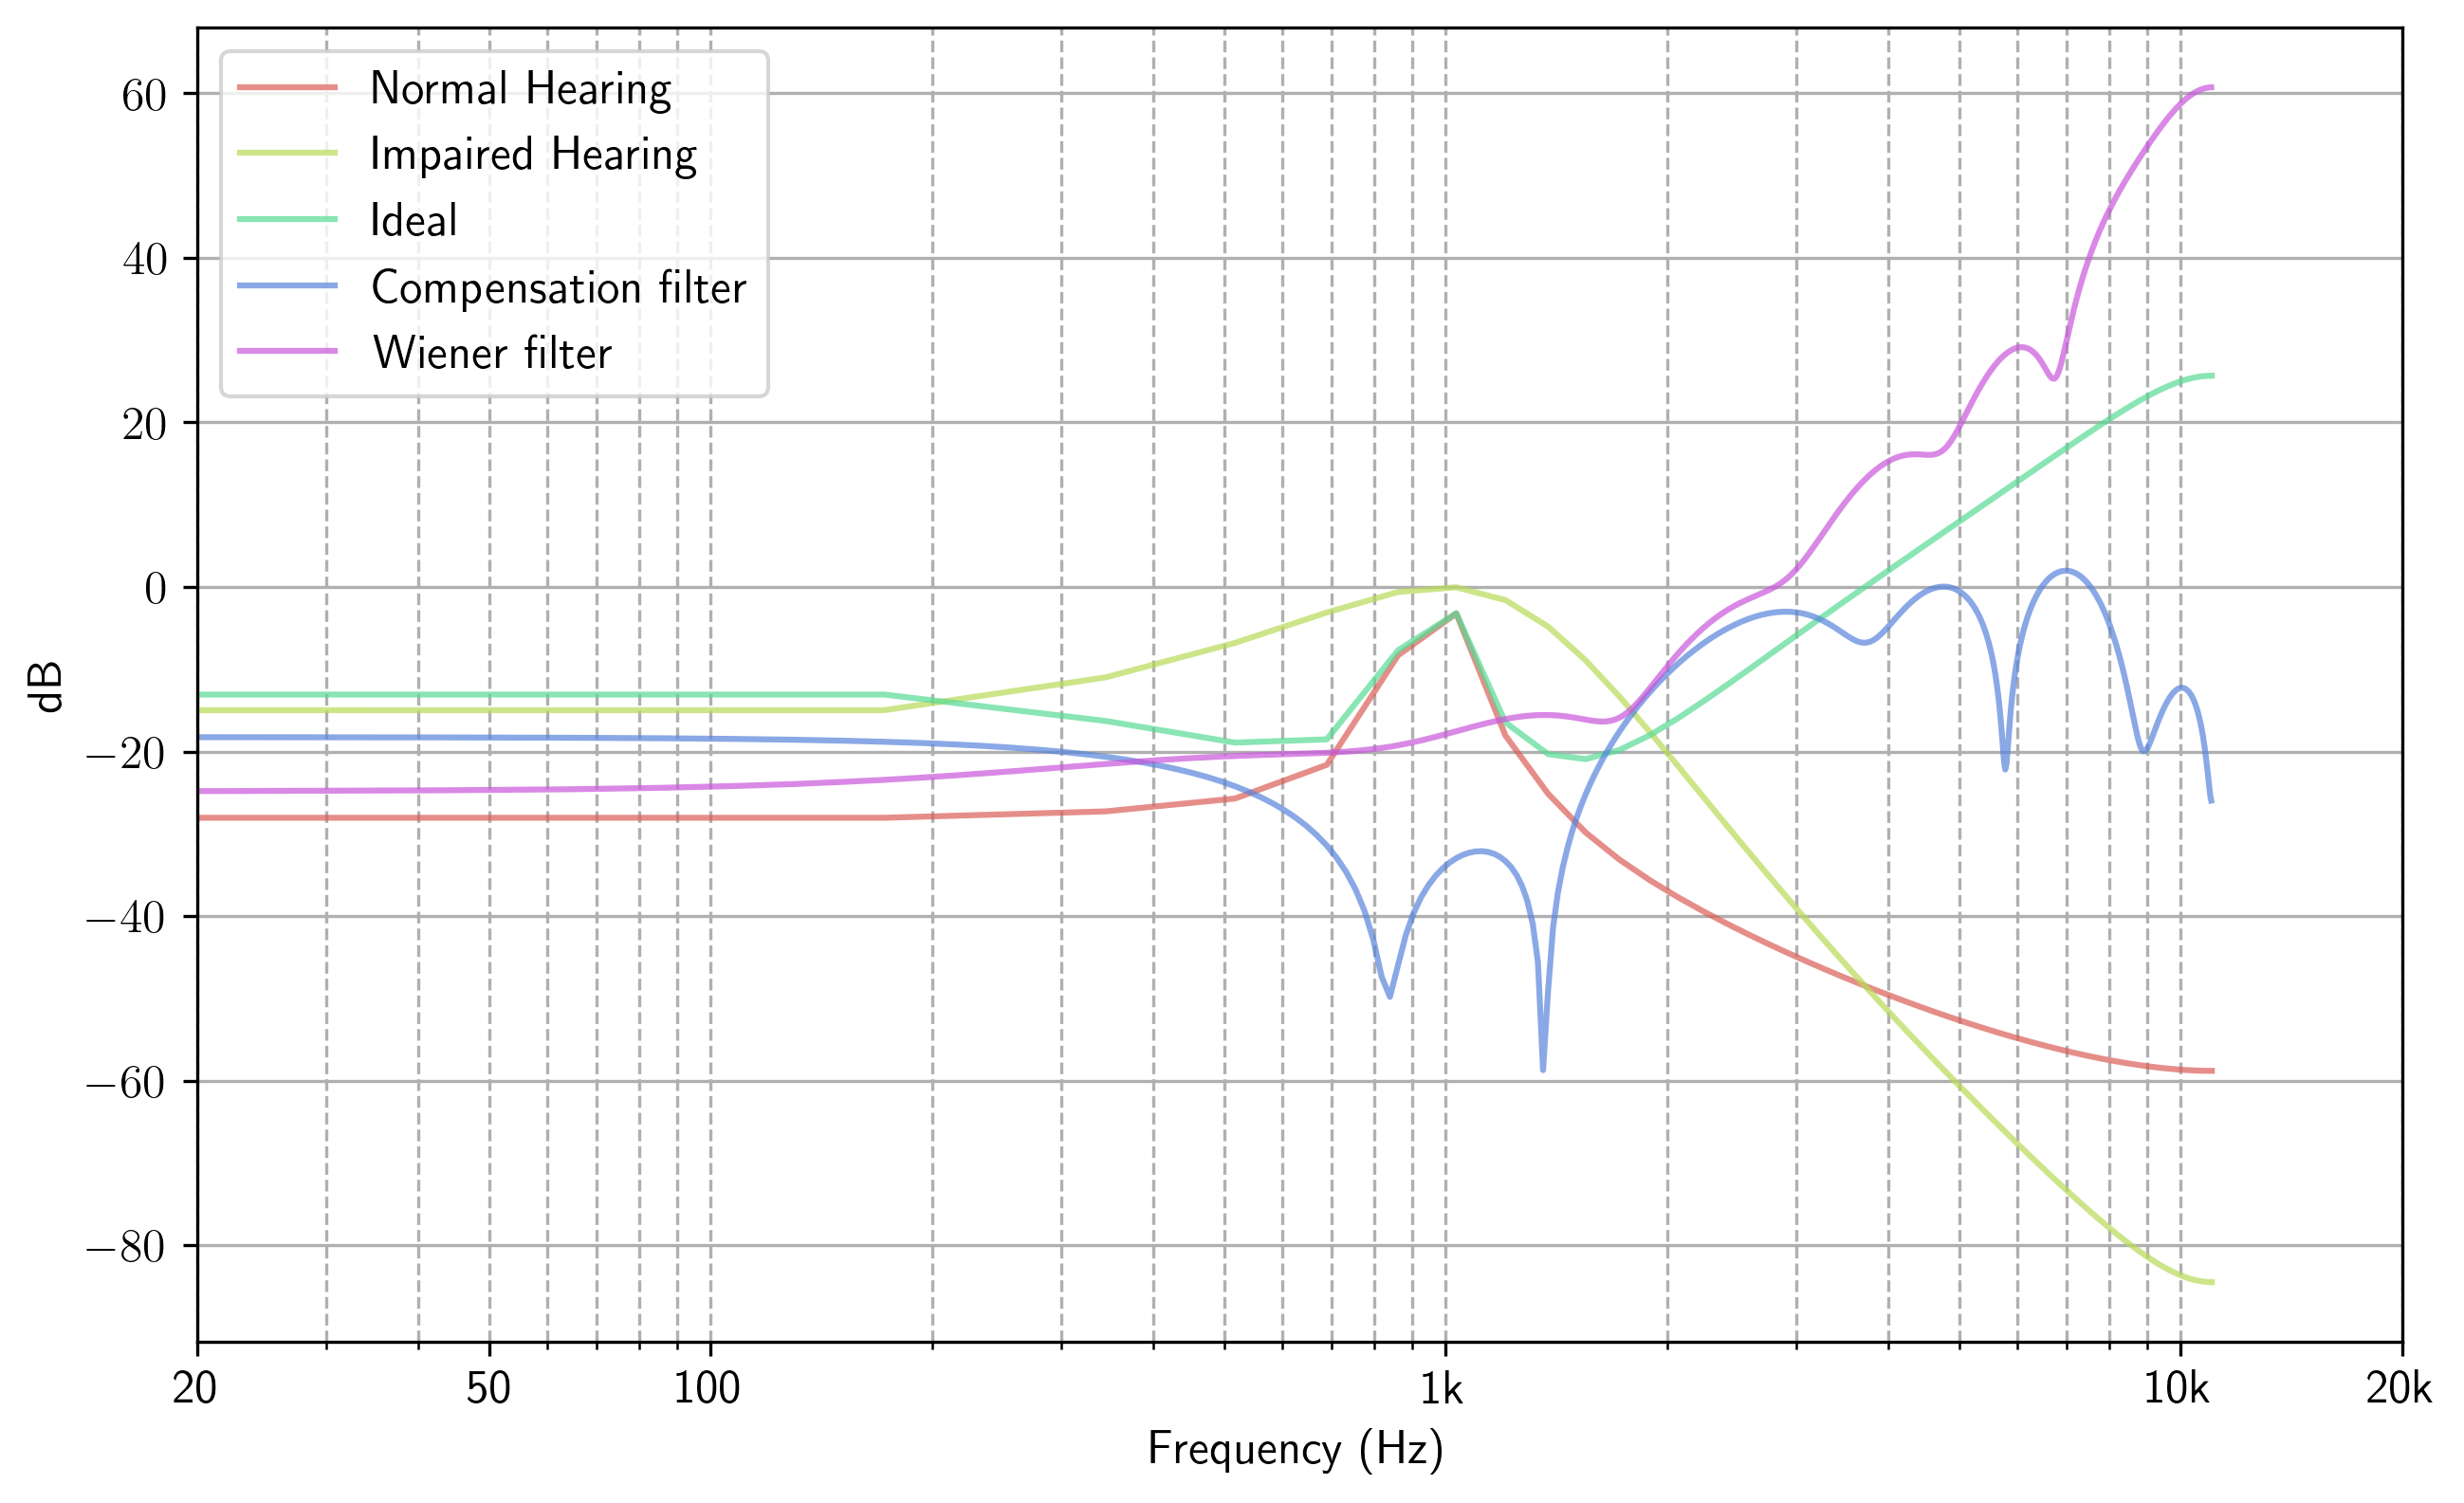 Normal Hearing
Impaired Hearing
Ideal
Compensation filter
Wiener filter
60
40
20
0
−20
−40
−60
−80
dB
20 50 100 1k 10k 20k
Frequency (Hz)